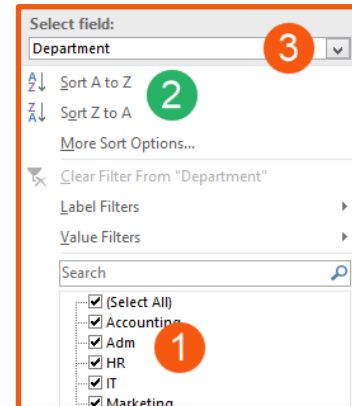 Select field:
Department 3
Sort A to Z
2
Sort Z to A
More Sort Options...
Clear Filter From "Department"
Label Filters
Value Filters
Search
(Select All)
Accounting
Adm
1
HR
IT
Marketing